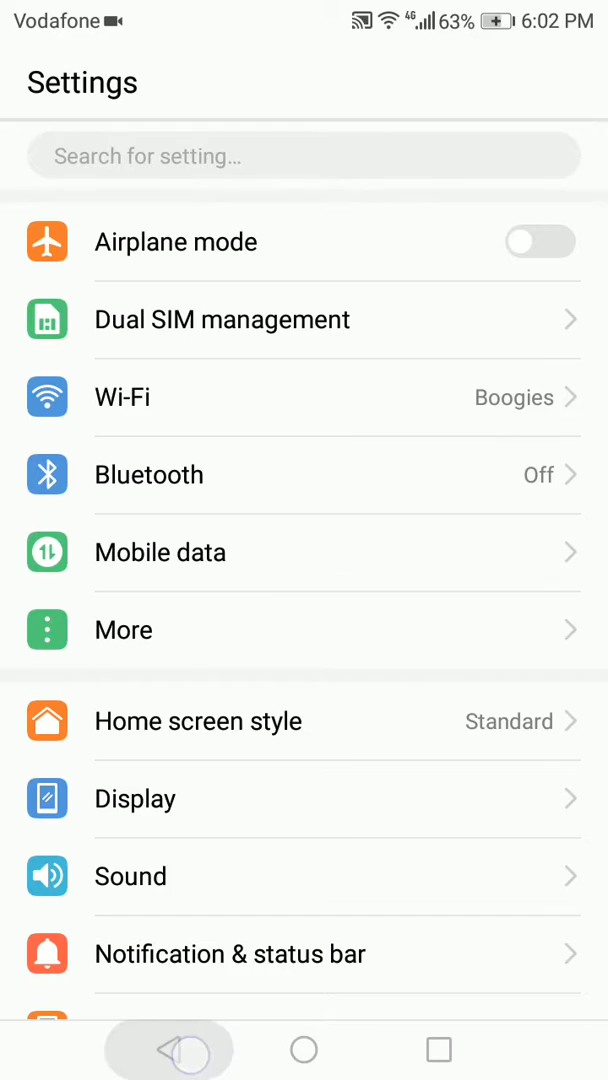 Vodafone 4G 63% 6:02 PM
Settings
Search for setting...
Airplane mode
Dual SIM management
Wi-Fi Boogies
Bluetooth Off
Mobile data
More
Home screen style Standard
Display
Sound
Notification & status bar